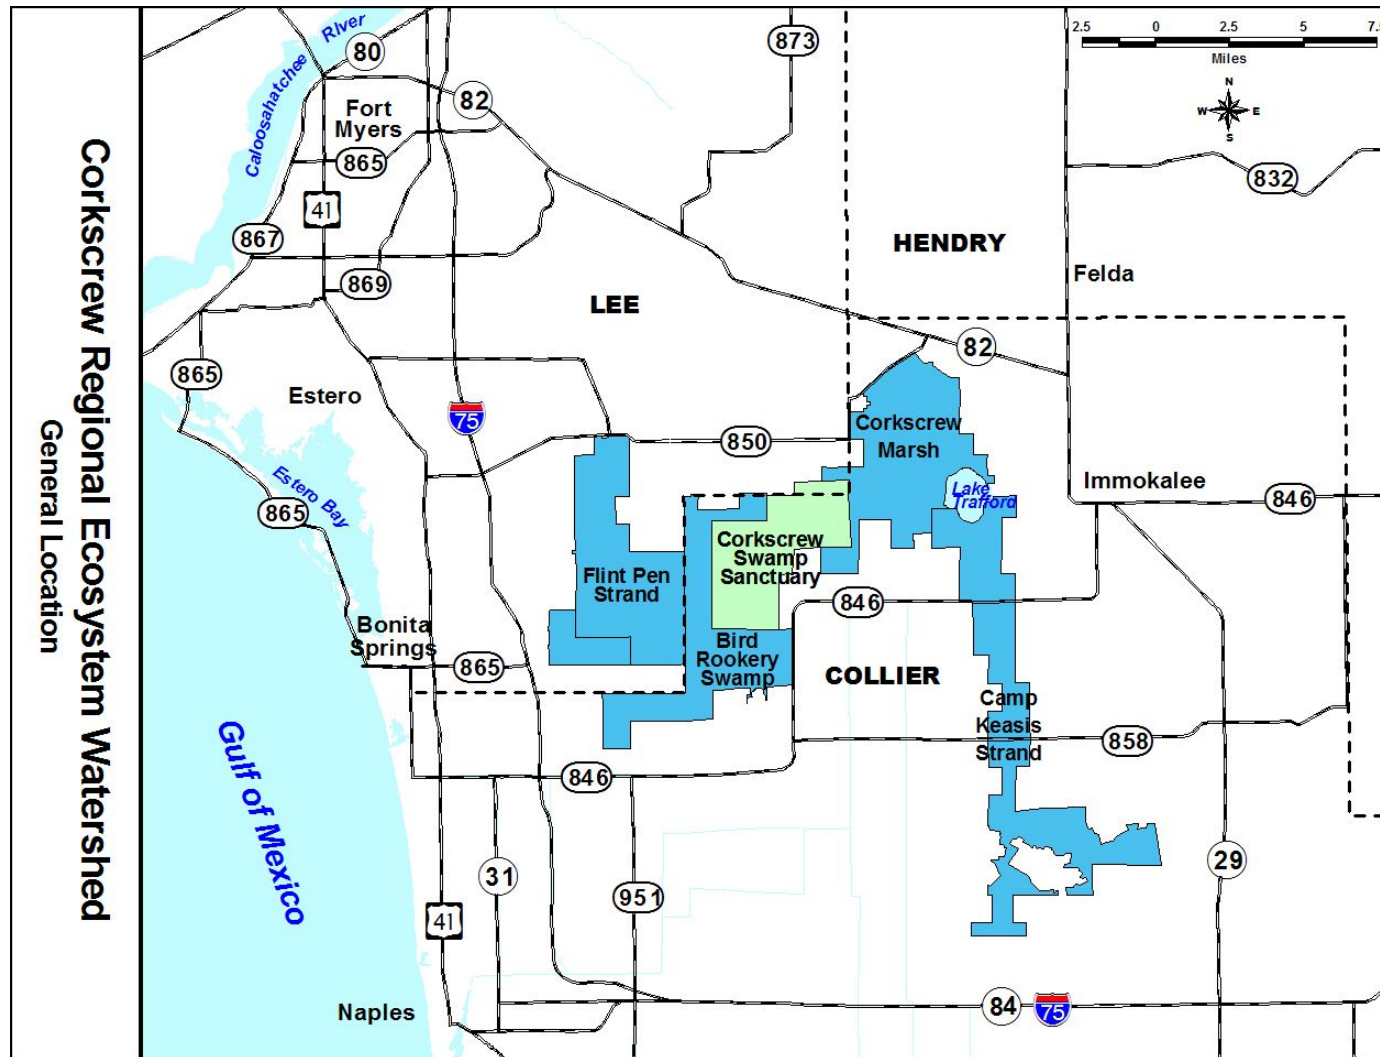 Corkscrew Regional Ecosystem Watershed
General Location
2.5 0 2.5 5 7.5
Miles
N
W E
S
Caloosahatchee River
80
873
82
Fort
Myers
865
832
41
867
HENDRY
869
Felda
LEE
82
865
Estero
75
Corkscrew
Marsh
850
Estero Bay
Lake
Trafford
Immokalee
846
865
Corkscrew
Swamp
Sanctuary
Flint Pen
Strand
846
Bonita
Springs
865
Bird
Rookery
Swamp
COLLIER
Camp
Keasis
Strand
858
846
Gulf of Mexico
31
951
29
41
Naples
84
75